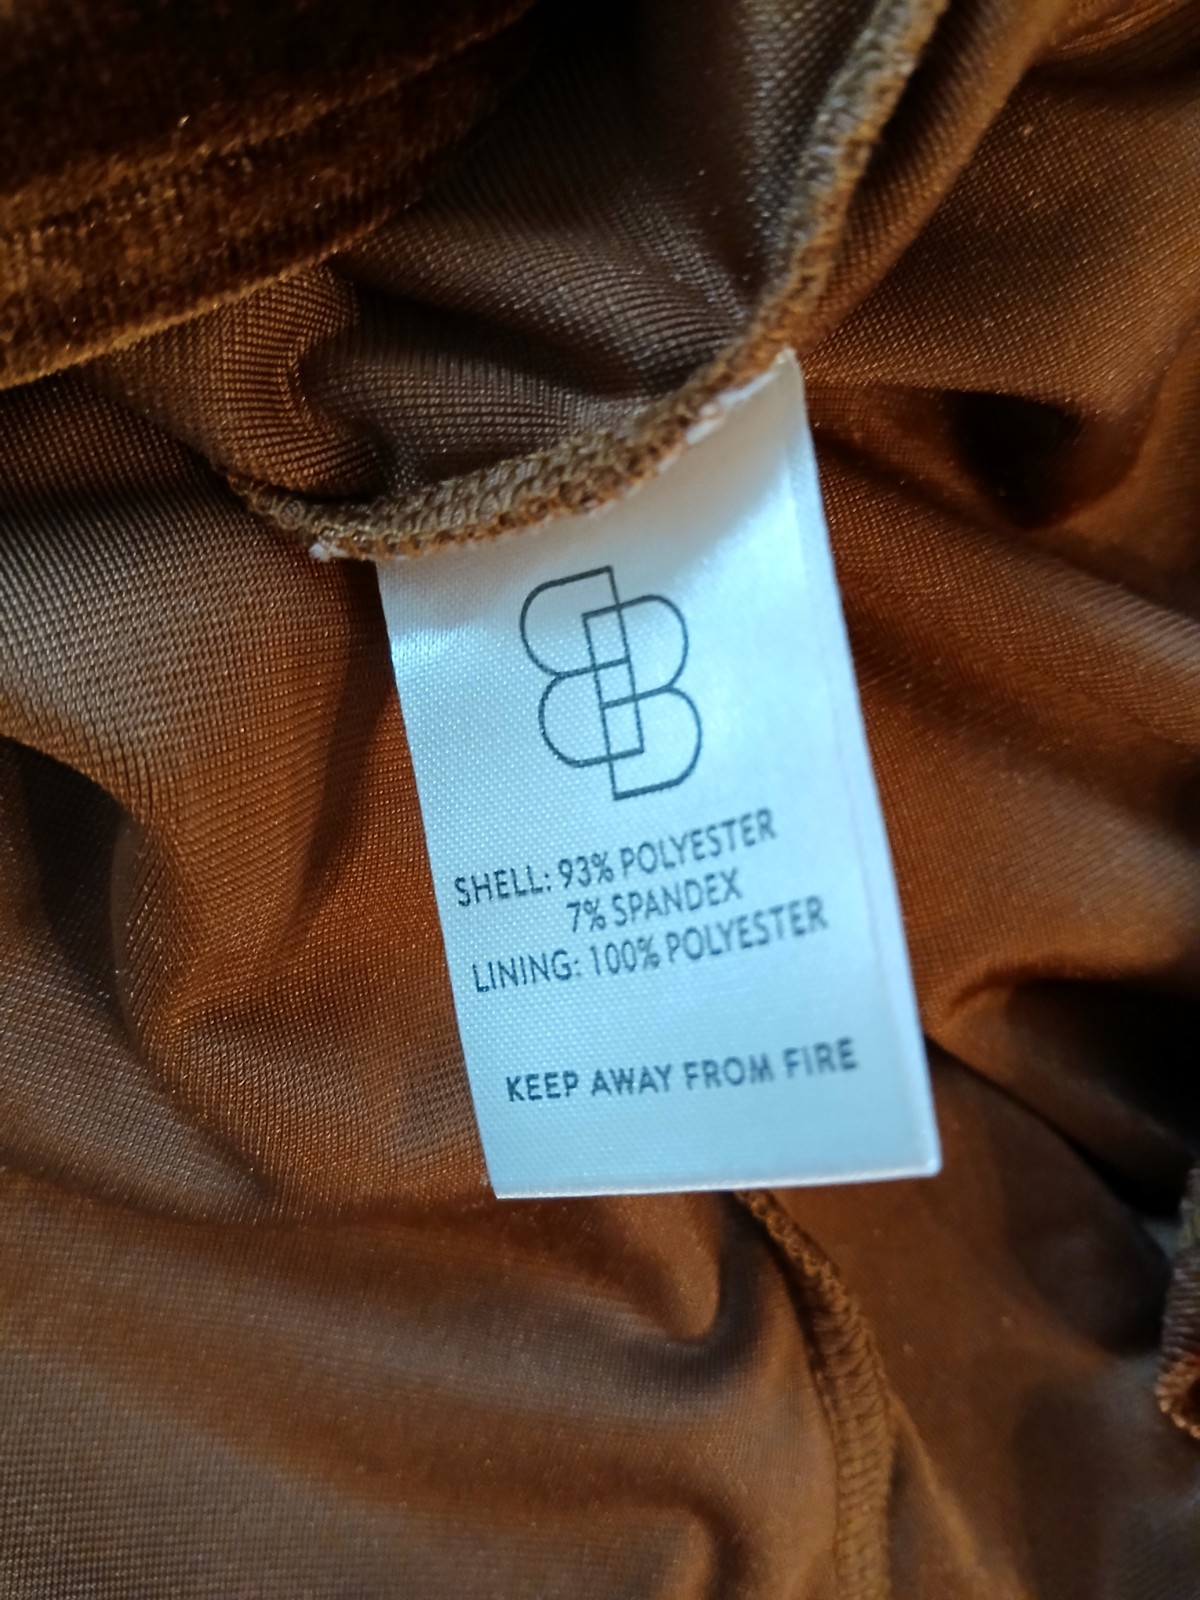 SHELL: 93% POLYESTER
7% SPANDEX
LINING: 100% POLYESTER
KEEP AWAY FROM FIRE